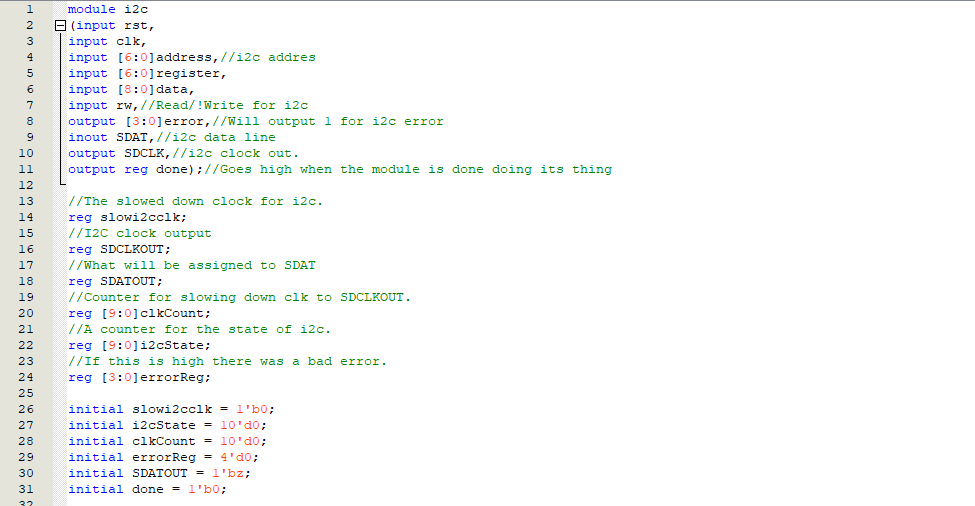 1 module i2c
2 (input rst,
3 input clk,
4 input [6:0]address,//i2c addres
5 input [6:0]register,
6 input [8:0]data,
7 input rw,//Read/!Write for i2c
8 output [3:0]error,//Will output 1 for i2c error
9 inout SDAT,//i2c data line
10 output SDCLK,//i2c clock out.
11 output reg done);//Goes high when the module is done doing its thing
12
13 //The slowed down clock for i2c.
14 reg slowi2cclk;
15 //I2C clock output
16 reg SDCLKOUT;
17 //What will be assigned to SDAT
18 reg SDATOUT;
19 //Counter for slowing down clk to SDCLKOUT.
20 reg [9:0]clkCount;
21 //A counter for the state of i2c.
22 reg [9:0]i2cState;
23 //If this is high there was a bad error.
24 reg [3:0]errorReg;
25
26 initial slowi2cclk = 1'b0;
27 initial i2cState = 10'd0;
28 initial clkCount = 10'd0;
29 initial errorReg = 4'd0;
30 initial SDATOUT = 1'bz;
31 initial done = 1'b0;
32